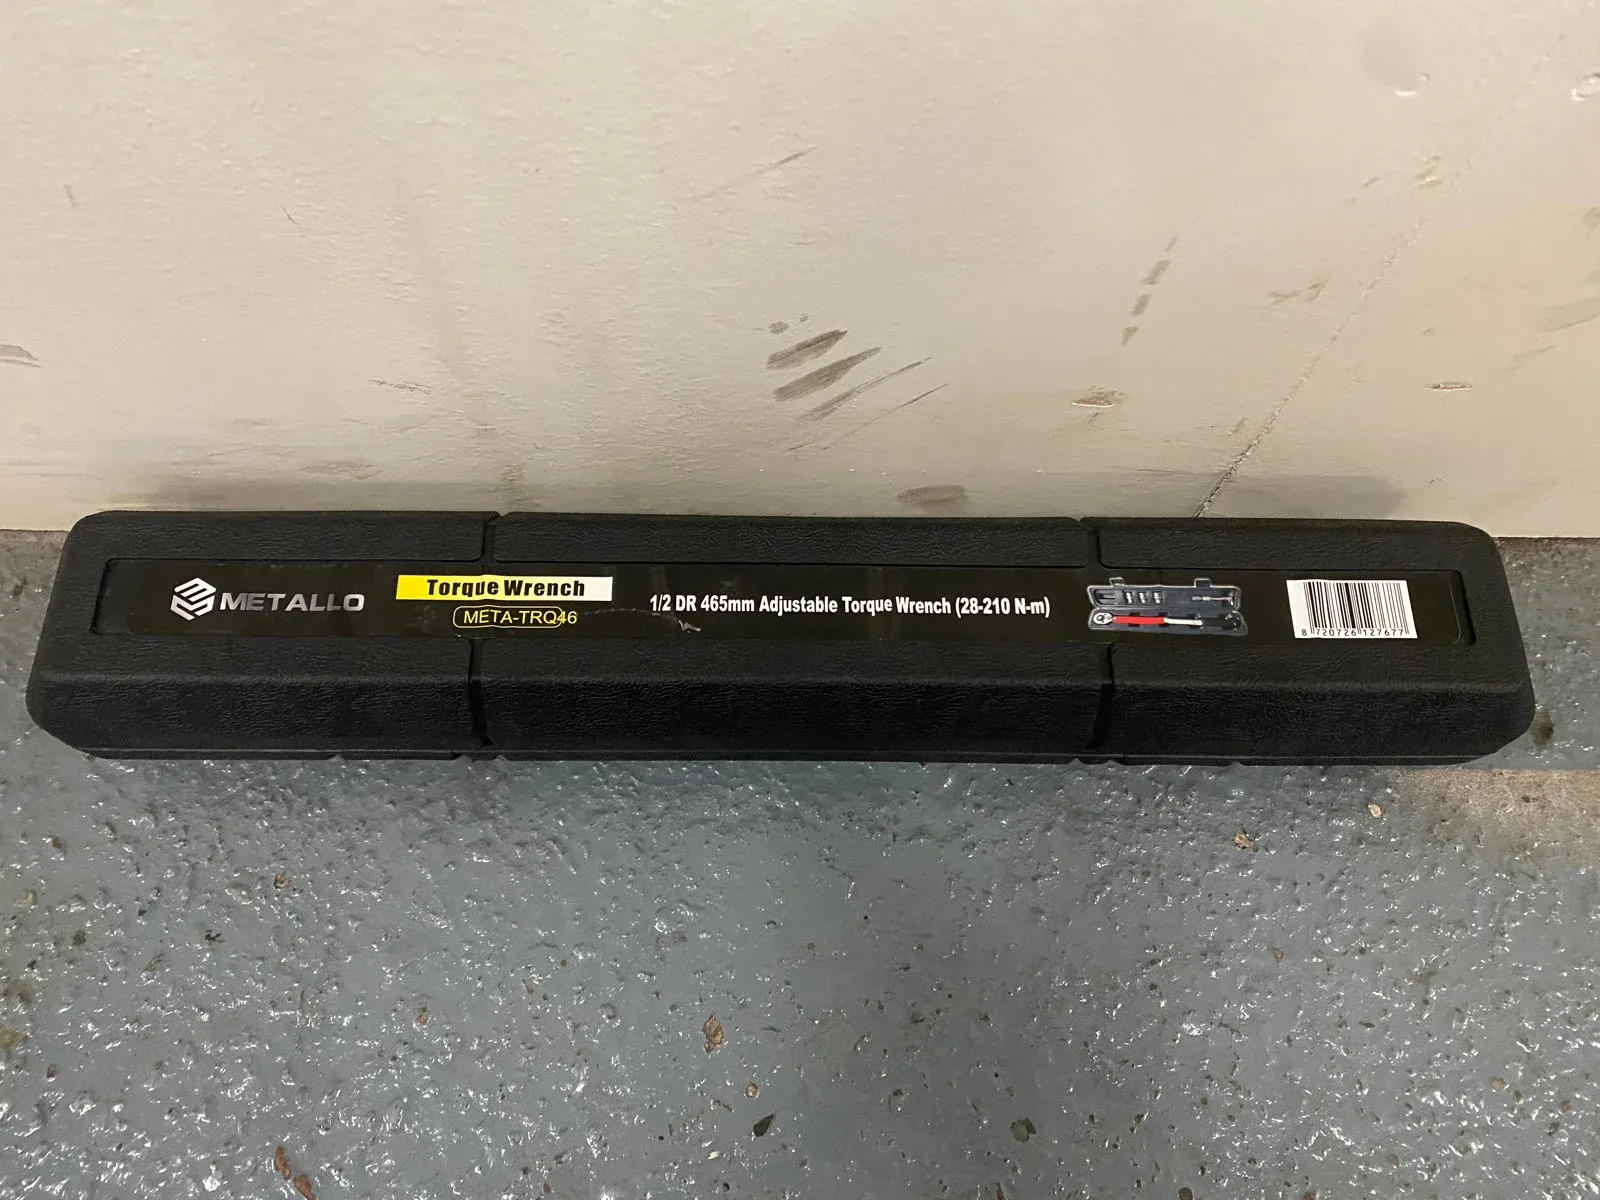 METALLO
Torque Wrench
META-TRQ46
1/2 DR 465mm Adjustable Torque Wrench (28-210 N-m)
8 720726 127677